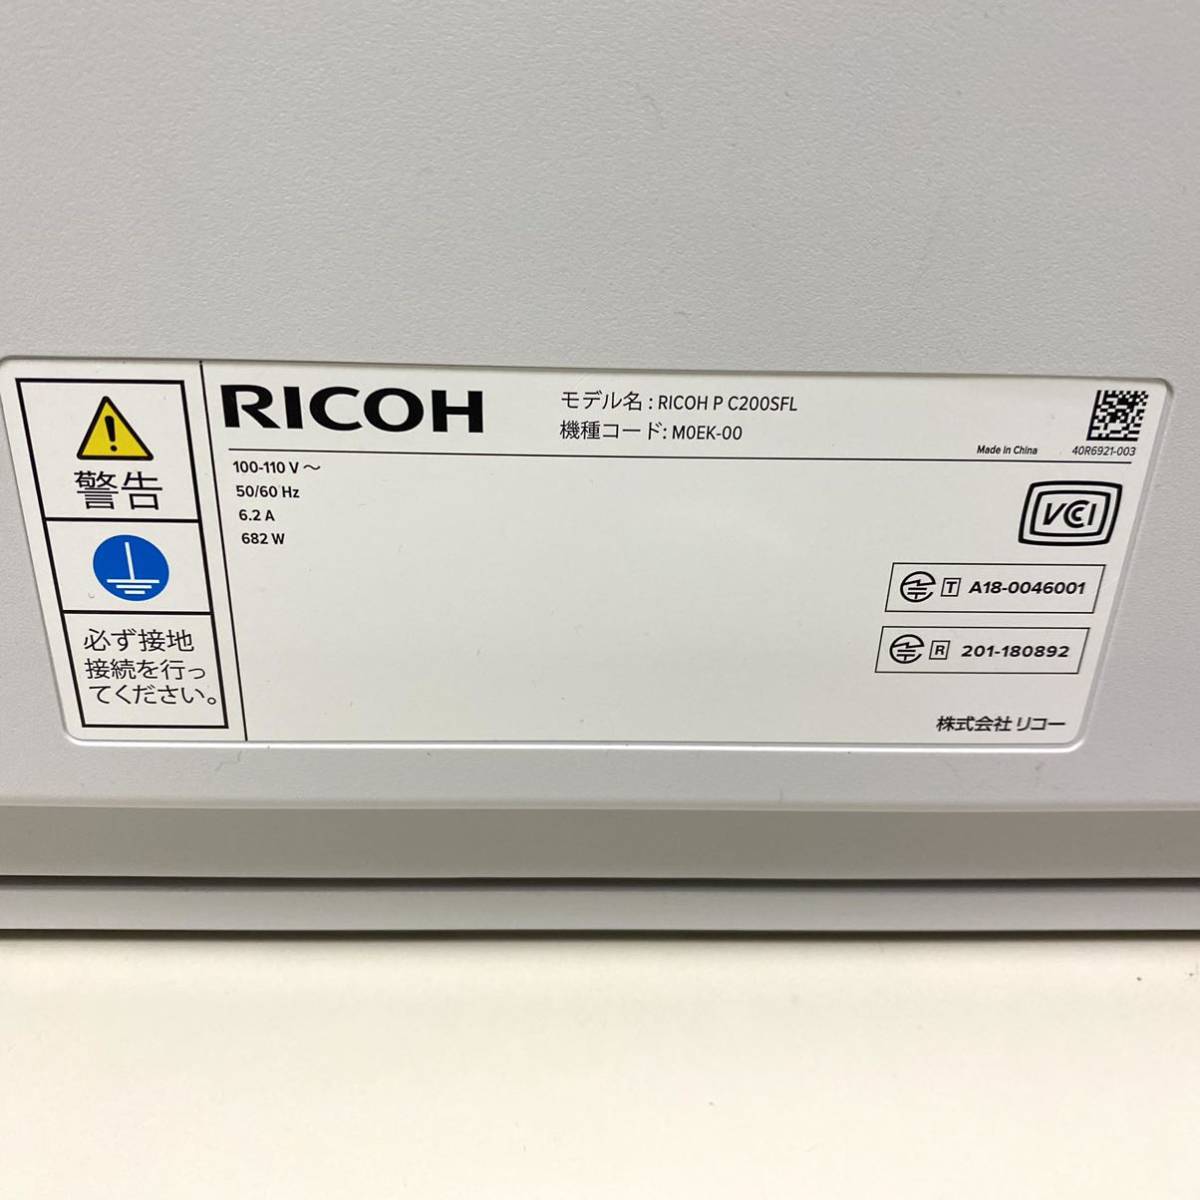 警告
必ず接地
接続を行っ
てください。
RICOH
モデル名 : RICOH P C200SFL
機種コード: M0EK-00
Made in China
40R6921-003
100-110 V ～
50/60 Hz
6.2 A
682 W
VCCI
T A18-0046001
R 201-180892
株式会社 リコー